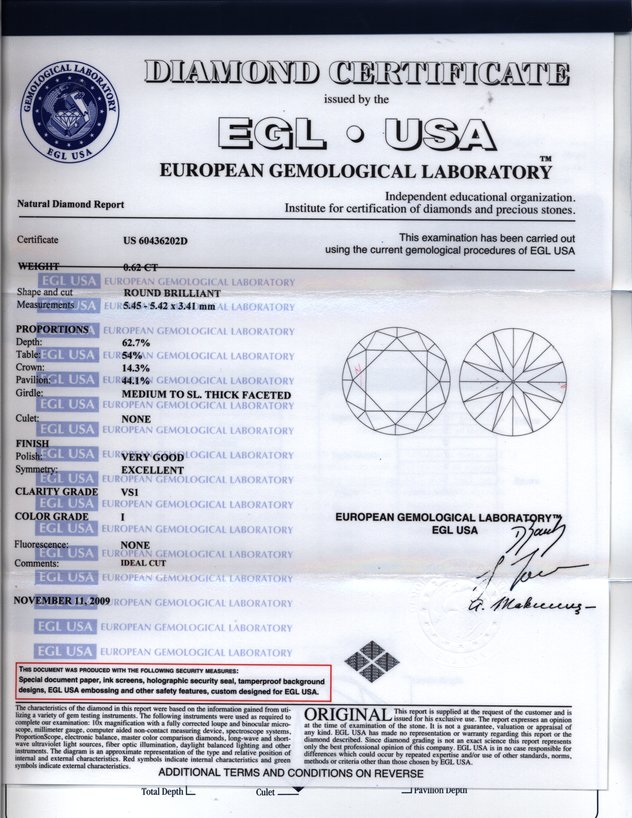 GEMOLOGICAL LABORATORY
EGL USA
DIAMOND CERTIFICATE
issued by the
EGL • USA
EUROPEAN GEMOLOGICAL LABORATORY™
Natural Diamond Report
Independent educational organization.
Institute for certification of diamonds and precious stones.
Certificate US 60436202D
This examination has been carried out
using the current gemological procedures of EGL USA
WEIGHT 0.62 CT
EGL USA EUROPEAN GEMOLOGICAL LABORATORY
Shape and cut ROUND BRILLIANT
Measurements 5.45 - 5.42 x 3.41 mm
PROPORTIONS
Depth: 62.7%
Table: 54%
Crown: 14.3%
Pavilion: 44.1%
Girdle: MEDIUM TO SL. THICK FACETED
Culet: NONE
FINISH
Polish: VERY GOOD
Symmetry: EXCELLENT
CLARITY GRADE VS1
COLOR GRADE I
EUROPEAN GEMOLOGICAL LABORATORY™
EGL USA
Fluorescence: NONE
Comments: IDEAL CUT
NOVEMBER 11, 2009
EGL USA EUROPEAN GEMOLOGICAL LABORATORY
EGL USA EUROPEAN GEMOLOGICAL LABORATORY
THIS DOCUMENT WAS PRODUCED WITH THE FOLLOWING SECURITY MEASURES:
Special document paper, ink screens, holographic security seal, tamperproof background
designs, EGL USA embossing and other safety features, custom designed for EGL USA.
The characteristics of the diamond in this report were based on the information gained from uti-
lizing a variety of gem testing instruments. The following instruments were used as required to
complete our examination: 10x magnification with a fully corrected loupe and binocular micro-
scope, millimeter gauge, computer aided non-contact measuring device, spectroscope systems,
ProportionScope, electronic balance, master color comparison diamonds, long-wave and short-
wave ultraviolet light sources, fiber optic illumination, daylight balanced lighting and other
instruments. The diagram is an approximate representation of the type and relative position of
internal and external characteristics. Red symbols indicate internal characteristics and green
symbols indicate external characteristics.
ORIGINAL This report is supplied at the request of the customer and is
issued for his exclusive use. The report expresses an opinion
at the time of examination of the stone. It is not a guarantee, valuation or appraisal of
any kind. EGL USA has made no representation or warranty regarding this report or the
diamond described. Since diamond grading is not an exact science this report represents
only the best professional opinion of this company. EGL USA is in no case responsible for
differences which could occur by repeated expertise and/or use of other standards, norms,
methods or criteria other than those chosen by EGL USA.
ADDITIONAL TERMS AND CONDITIONS ON REVERSE
Total Depth Culet Pavilion Depth